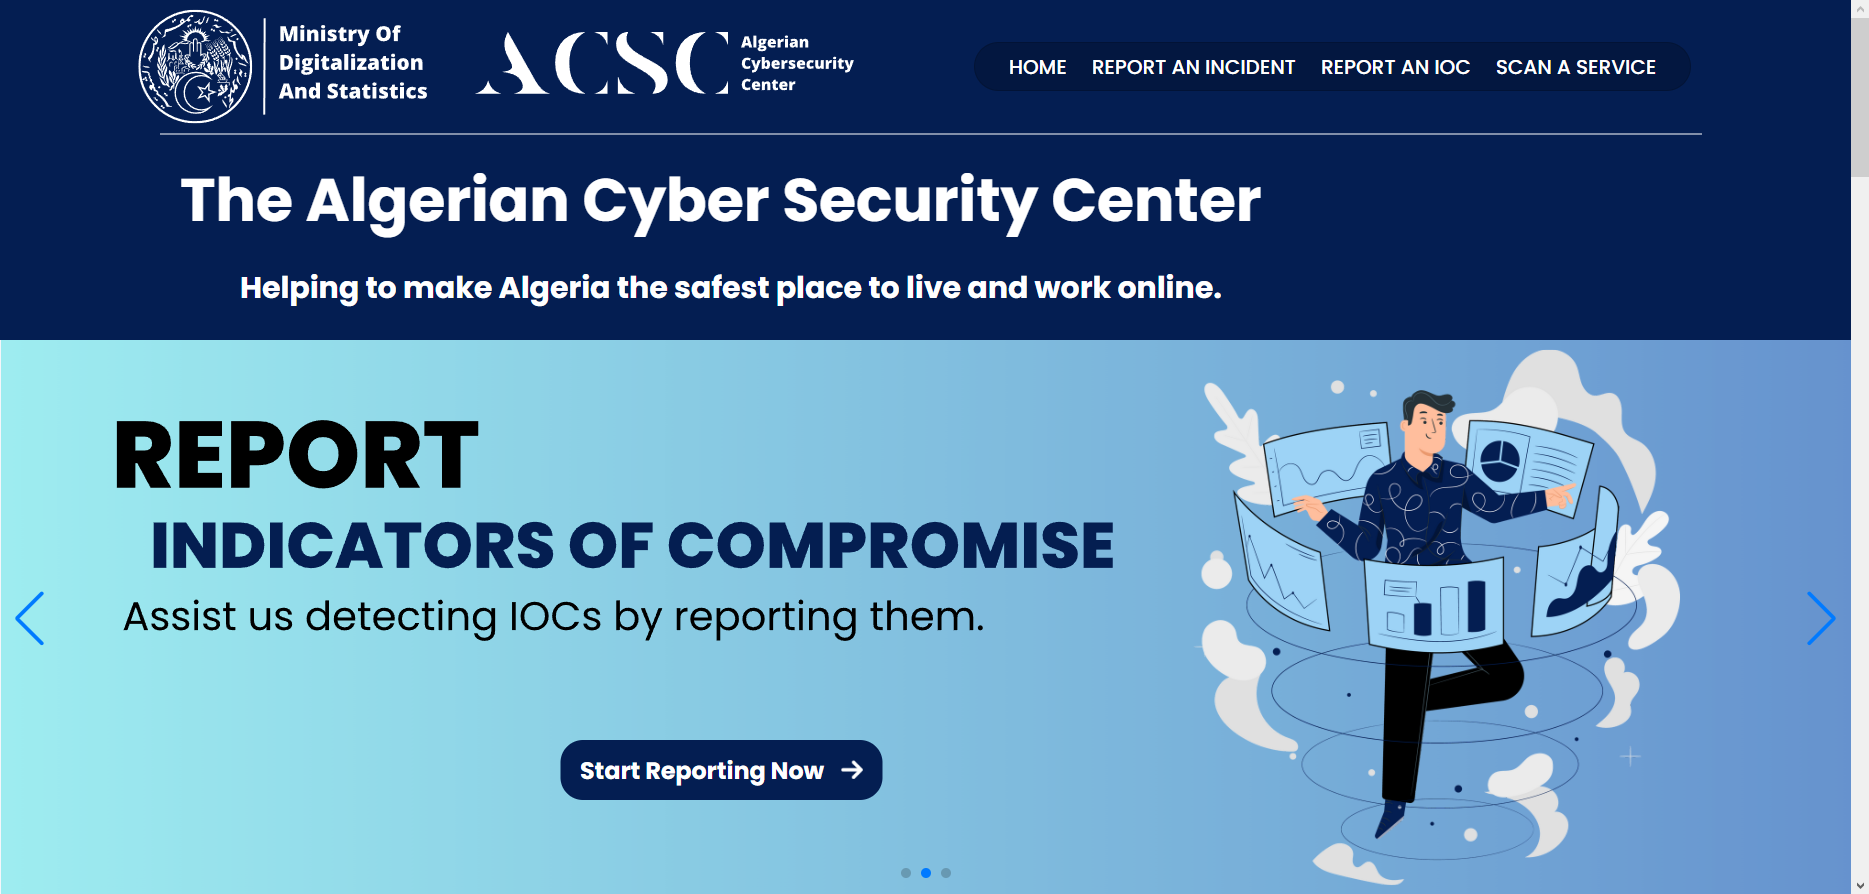 Ministry Of
Digitalization
And Statistics
ACSC
Algerian
Cybersecurity
Center
HOME REPORT AN INCIDENT REPORT AN IOC SCAN A SERVICE
The Algerian Cyber Security Center
Helping to make Algeria the safest place to live and work online.
REPORT
INDICATORS OF COMPROMISE
Assist us detecting IOCs by reporting them.
Start Reporting Now